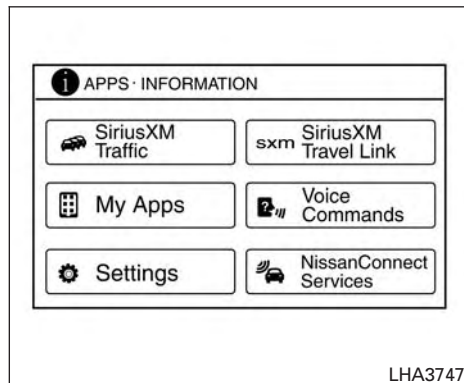 i APPS · INFORMATION
SiriusXM
Traffic
sxm SiriusXM
Travel Link
My Apps
Voice
Commands
Settings
NissanConnect
Services
LHA3747